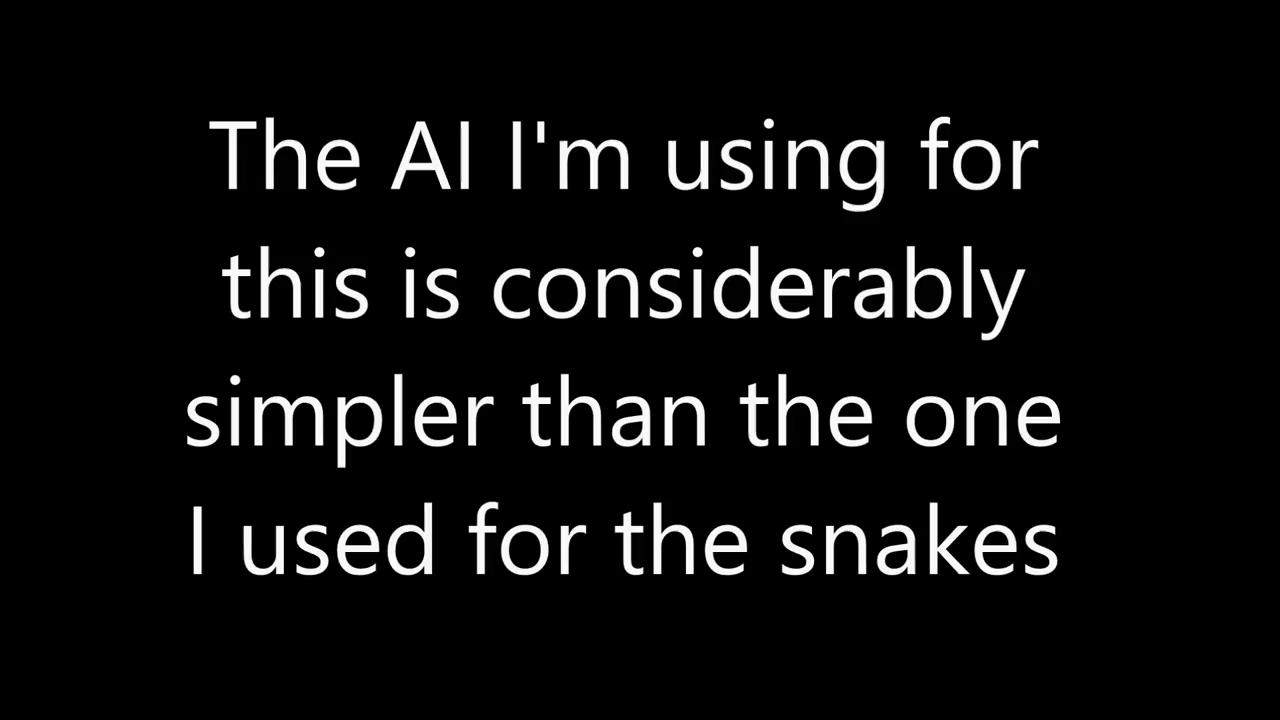 The AI I'm using for
this is considerably
simpler than the one
I used for the snakes